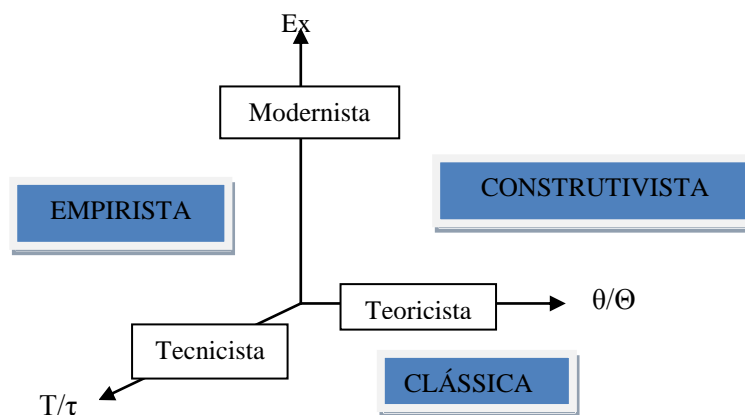 Ex
Modernista
CONSTRUTIVISTA
EMPIRISTA
θ/Θ
Teoricista
Tecnicista
CLÁSSICA
T/τ